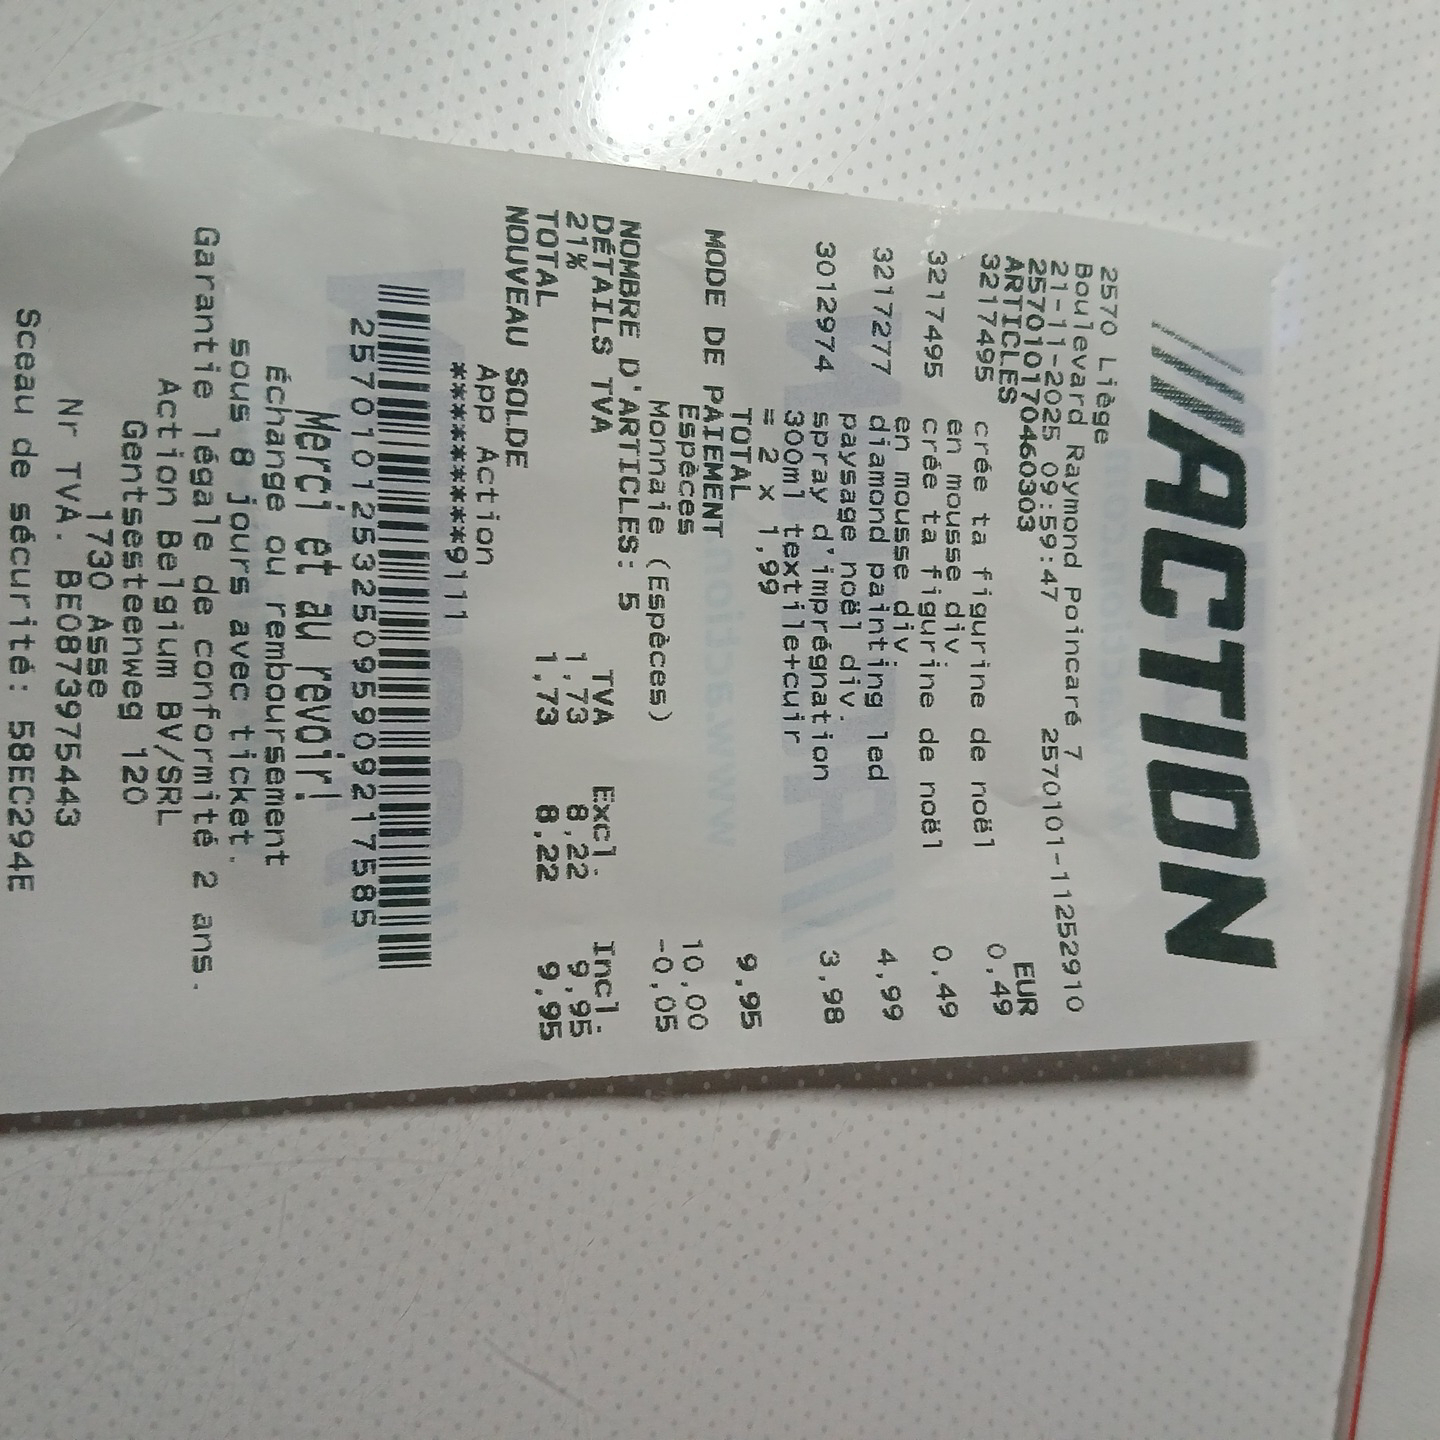 ACTION
2570 Liège
Boulevard Raymond Poincaré 7
21-11-2025 09:59:47 2570101-11252910
2570101704603​03
ARTICLES EUR
3217495 crée ta figurine de noël 0,49
en mousse div.
3217495 crée ta figurine de noël 0,49
en mousse div.
3217277 diamond painting led 4,99
paysage noël div.
3012974 spray d'imprégnation 3,98
300ml textile+cuir
= 2 x 1,99
TOTAL 9,95
MODE DE PAIEMENT
Espèces 10,00
Monnaie (Espèces) -0,05
NOMBRE D'ARTICLES: 5
DÉTAILS TVA TVA Excl. Incl.
21% 1,73 8,22 9,95
TOTAL 1,73 8,22 9,95
NOUVEAU SOLDE
App Action
*********9111
2570101253250959092175​85
Merci et au revoir!
Échange ou remboursement
sous 8 jours avec ticket.
Garantie légale de conformité 2 ans.
Action Belgium BV/SRL
Gentsesteenweg 120
1730 Asse
Nr TVA. BE0873975443
Sceau de sécurité: 58EC294E